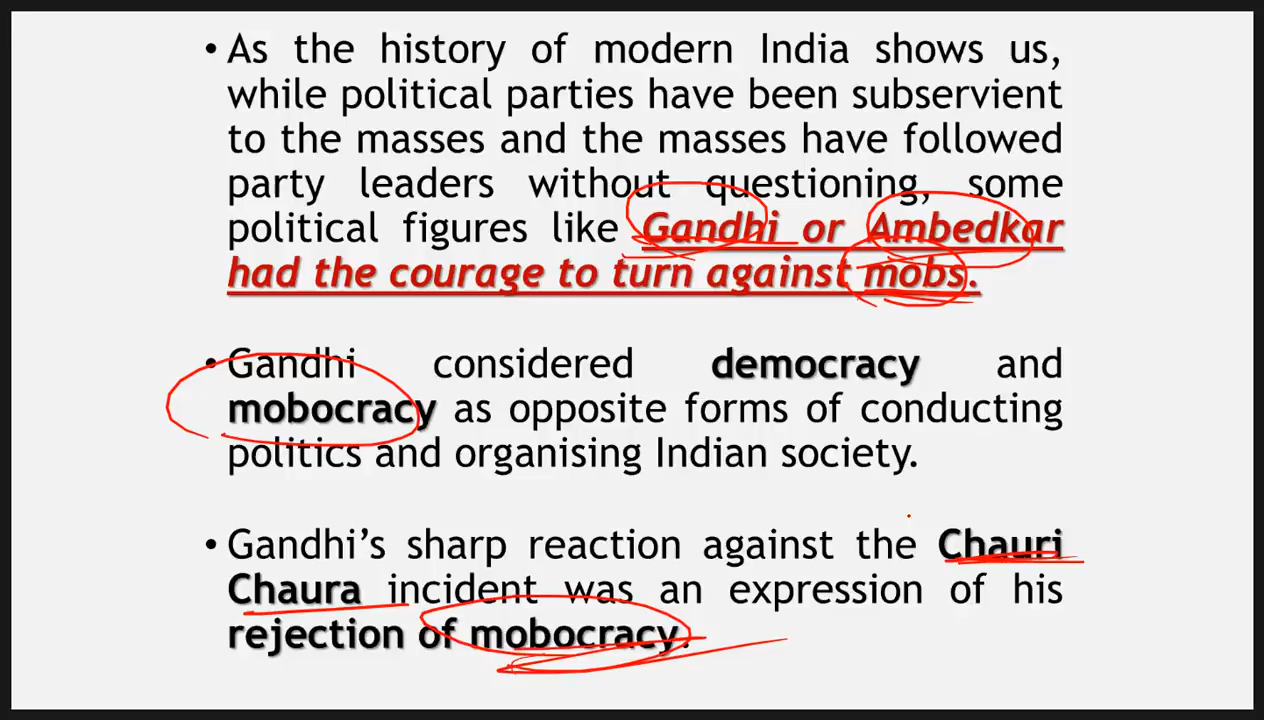 • As the history of modern India shows us,
while political parties have been subservient
to the masses and the masses have followed
party leaders without questioning, some
political figures like Gandhi or Ambedkar
had the courage to turn against mobs.
• Gandhi considered democracy and
mobocracy as opposite forms of conducting
politics and organising Indian society.
• Gandhi’s sharp reaction against the Chauri
Chaura incident was an expression of his
rejection of mobocracy.